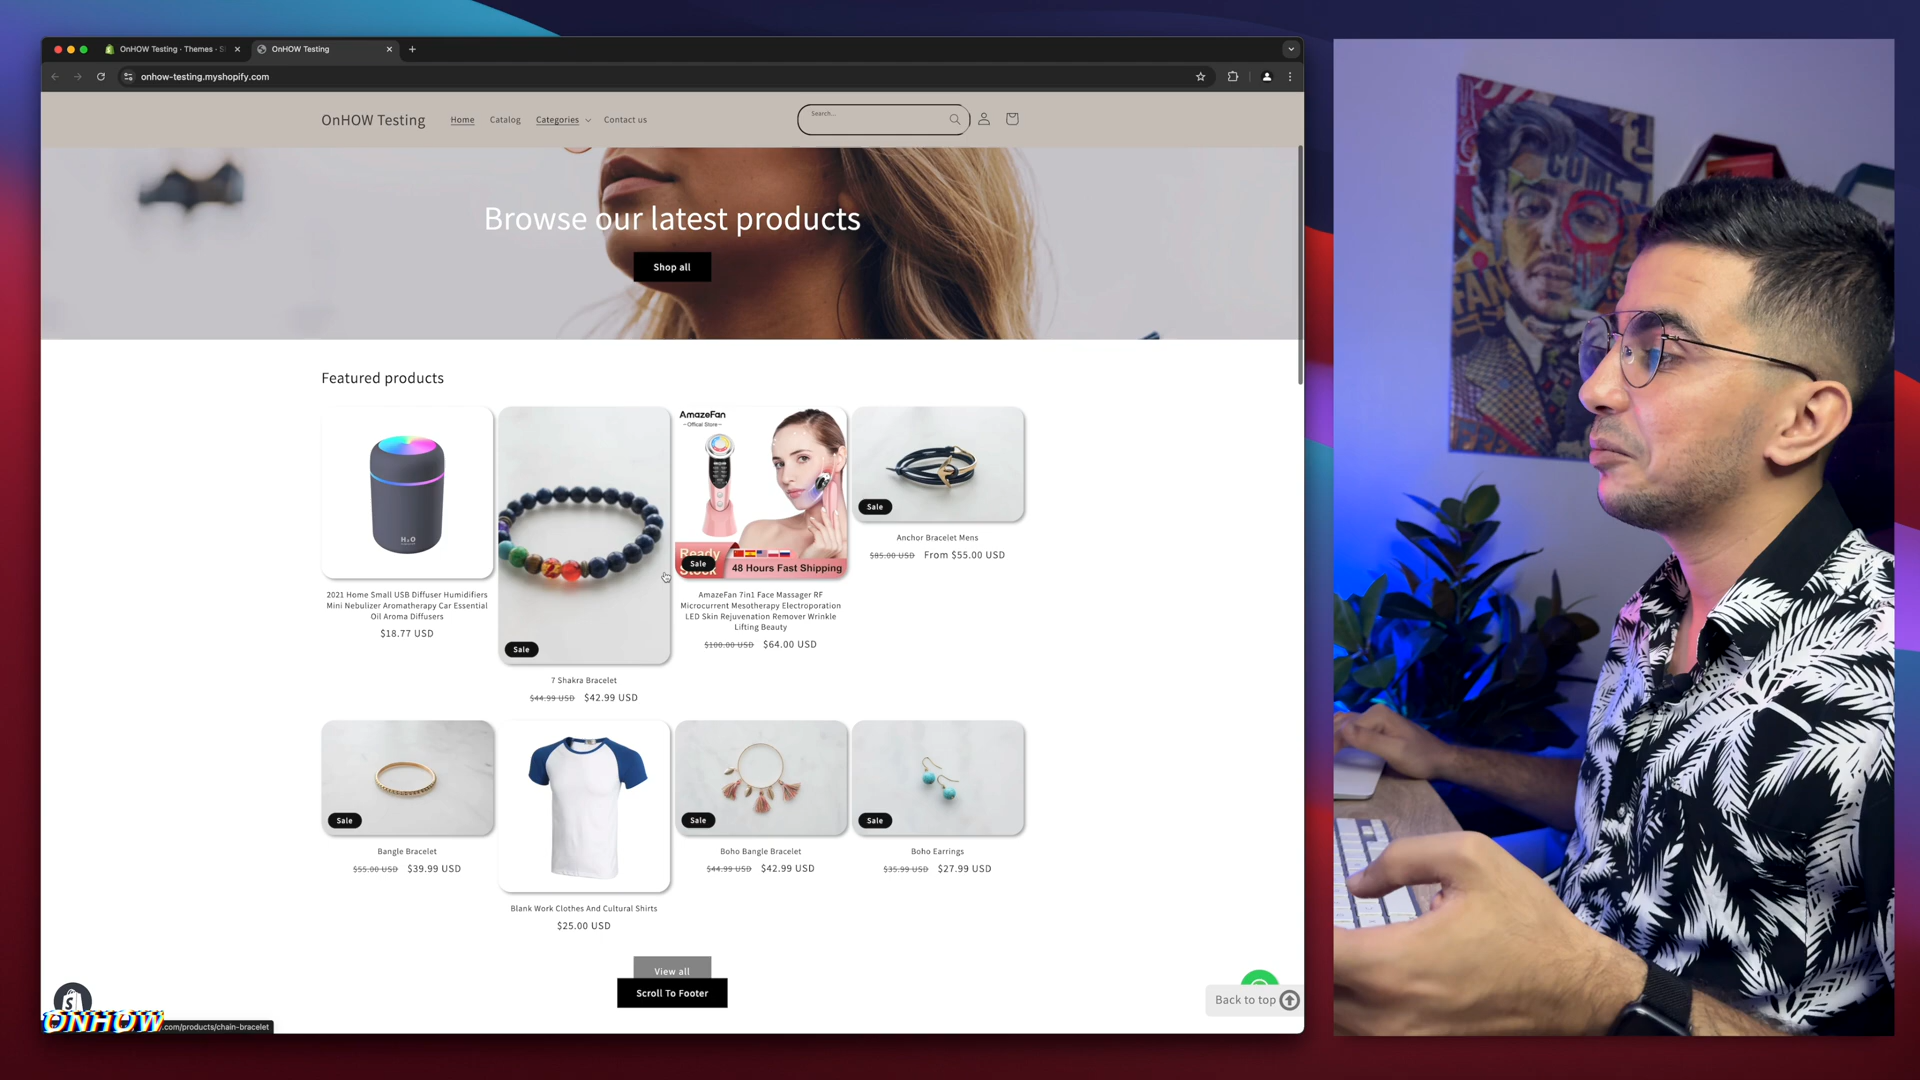 OnHOW Testing · Themes · S
OnHOW Testing
onhow-testing.myshopify.com
OnHOW Testing
Home
Catalog
Categories
Contact us
Search...
Browse our latest products
Shop all
Featured products
AmazeFan
Sale
Ready
48 Hours Fast Shipping
H₂O
Sale
2021 Home Small USB Diffuser Humidifiers
Mini Nebulizer Aromatherapy Car Essential
Oil Aroma Diffusers
$18.77 USD
Sale
7 Shakra Bracelet
$44.99 USD $42.99 USD
AmazeFan 7in1 Face Massager RF
Microcurrent Mesotherapy Electroporation
LED Skin Rejuvenation Remover Wrinkle
Lifting Beauty
$100.00 USD $64.00 USD
Anchor Bracelet Mens
$85.00 USD From $55.00 USD
Sale
Bangle Bracelet
$55.00 USD $39.99 USD
Blank Work Clothes And Cultural Shirts
$25.00 USD
Sale
Boho Bangle Bracelet
$44.99 USD $42.99 USD
Sale
Boho Earrings
$35.99 USD $27.99 USD
View all
Scroll To Footer
Back to top
ONHOW
.com/products/chain-bracelet